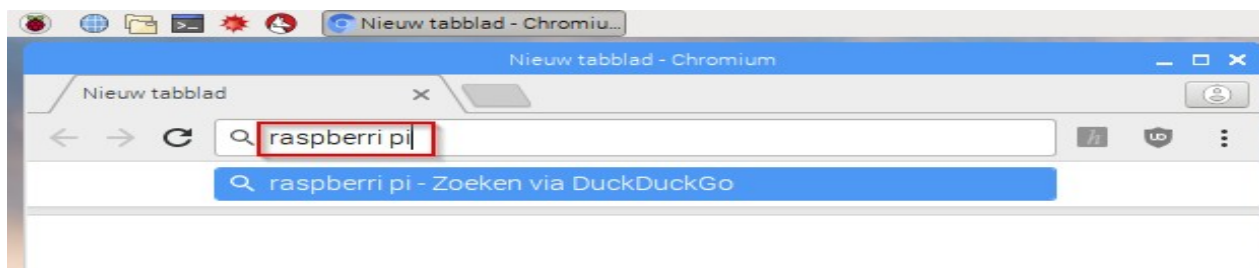 Nieuw tabblad - Chromiu...
Nieuw tabblad - Chromium
Nieuw tabblad
raspberri pi
raspberri pi - Zoeken via DuckDuckGo